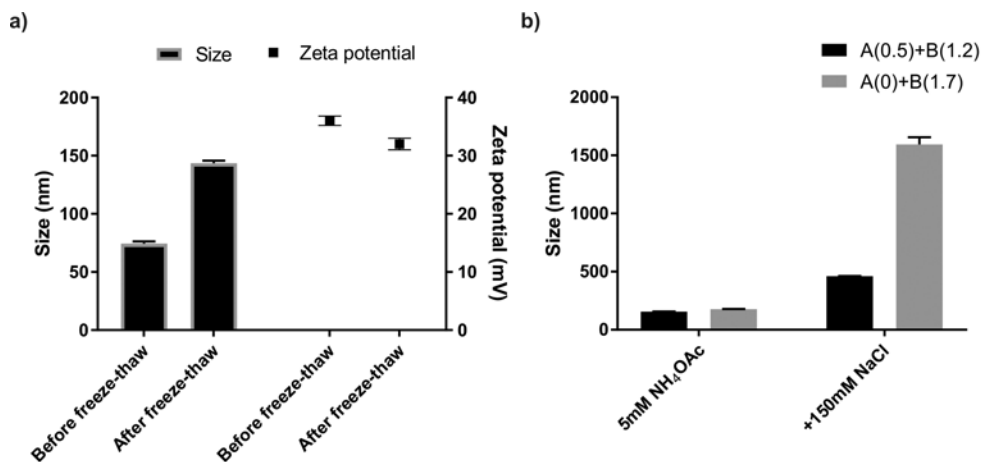 a)
Size
Zeta potential
200
150
100
50
0
Size (nm)
40
30
20
10
0
Zeta potential (mV)
Before freeze-thaw
After freeze-thaw
Before freeze-thaw
After freeze-thaw
b)
A(0.5)+B(1.2)
A(0)+B(1.7)
2000
1500
1000
500
0
Size (nm)
5mM NH₄OAc
+150mM NaCl